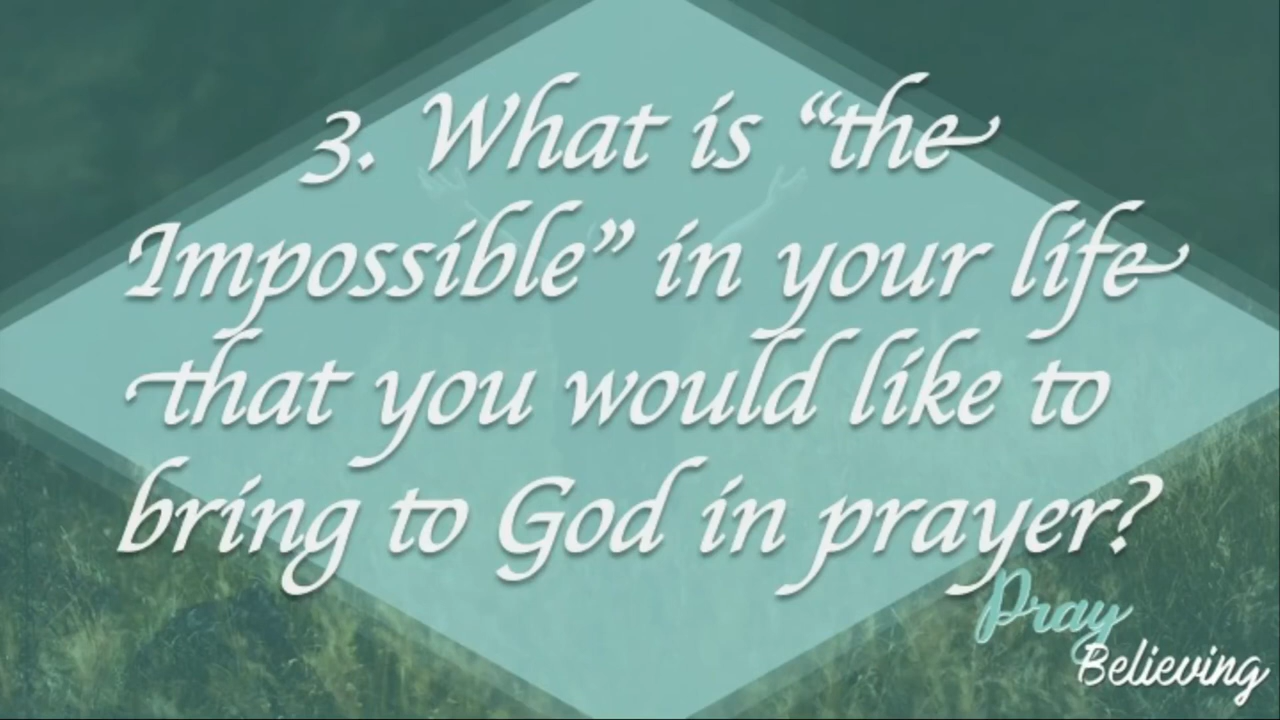 3. What is “the
Impossible” in your life
that you would like to
bring to God in prayer?
Pray
Believing